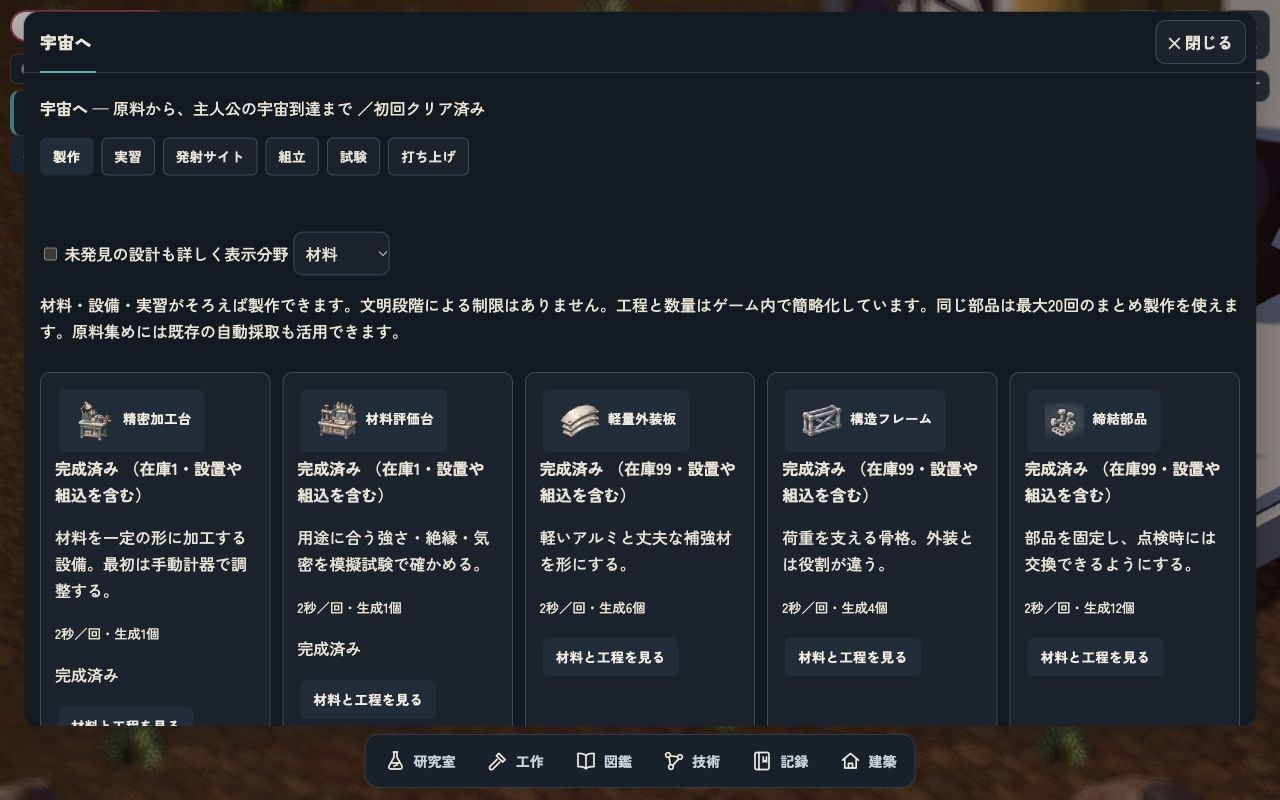 宇宙へ
閉じる
宇宙へ — 原料から、主人公の宇宙到達まで ／初回クリア済み
製作 実習 発射サイト 組立 試験 打ち上げ
未発見の設計も詳しく表示分野 材料
材料・設備・実習がそろえば製作できます。文明段階による制限はありません。工程と数量はゲーム内で簡略化しています。同じ部品は最大20回のまとめ製作を使えま
す。原料集めには既存の自動採取も活用できます。
精密加工台
完成済み （在庫1・設置や
組込を含む）
材料を一定の形に加工する
設備。最初は手動計器で調
整する。
2秒／回・生成1個
完成済み
材料と工程を見る
材料評価台
完成済み （在庫1・設置や
組込を含む）
用途に合う強さ・絶縁・気
密を模擬試験で確かめる。
2秒／回・生成1個
完成済み
材料と工程を見る
軽量外装板
完成済み （在庫99・設置や
組込を含む）
軽いアルミと丈夫な補強材
を形にする。
2秒／回・生成6個
材料と工程を見る
構造フレーム
完成済み （在庫99・設置や
組込を含む）
荷重を支える骨格。外装と
は役割が違う。
2秒／回・生成4個
材料と工程を見る
締結部品
完成済み （在庫99・設置や
組込を含む）
部品を固定し、点検時には
交換できるようにする。
2秒／回・生成12個
材料と工程を見る
研究室 工作 図鑑 技術 記録 建築